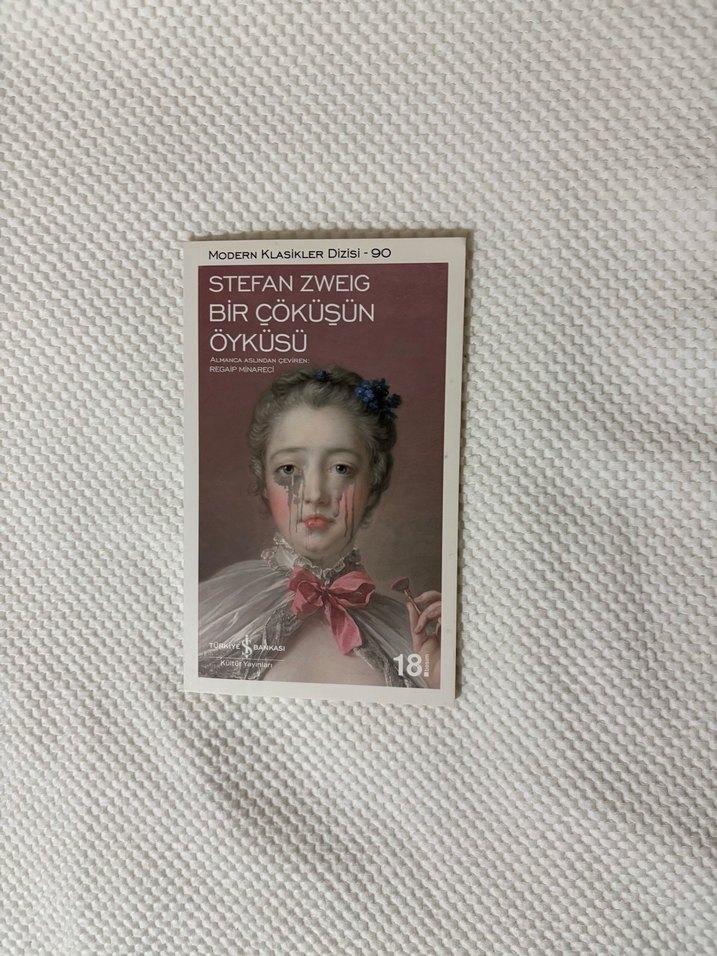 MODERN KLASİKLER DİZİSİ - 90
STEFAN ZWEIG
BİR ÇÖKÜŞÜN
ÖYKÜSÜ
ALMANCA ASLINDAN ÇEVİREN:
REGAİP MİNARECİ
TÜRKİYE İŞ BANKASI
Kültür Yayınları
18.
basım